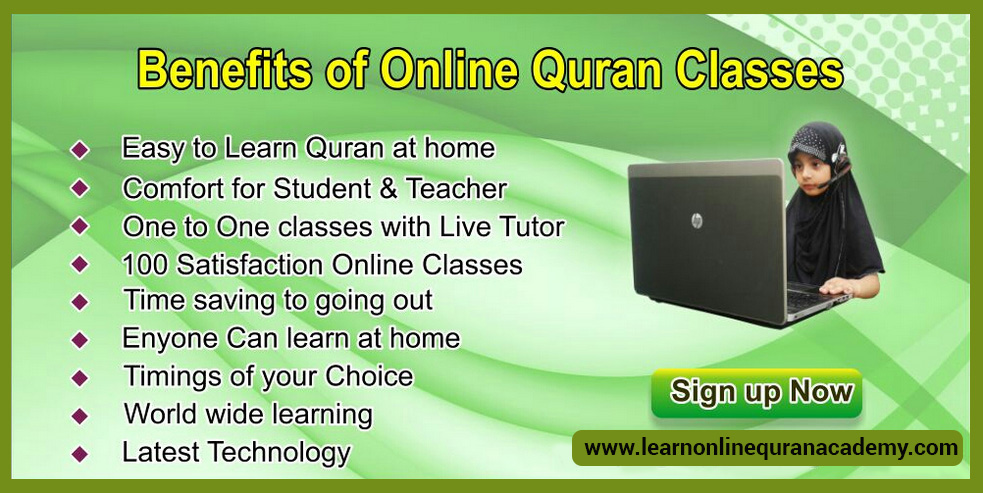 Benefits of Online Quran Classes
Easy to Learn Quran at home
Comfort for Student & Teacher
One to One classes with Live Tutor
100 Satisfaction Online Classes
Time saving to going out
Enyone Can learn at home
Timings of your Choice
World wide learning
Latest Technology
hp
Sign up Now
www.learnonlinequranacademy.com